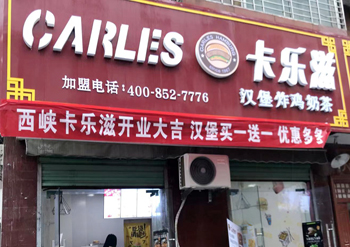 CARLES
卡乐滋
加盟电话:400-852-7776
汉堡炸鸡奶茶
西峡卡乐滋开业大吉 汉堡买一送一 优惠多多